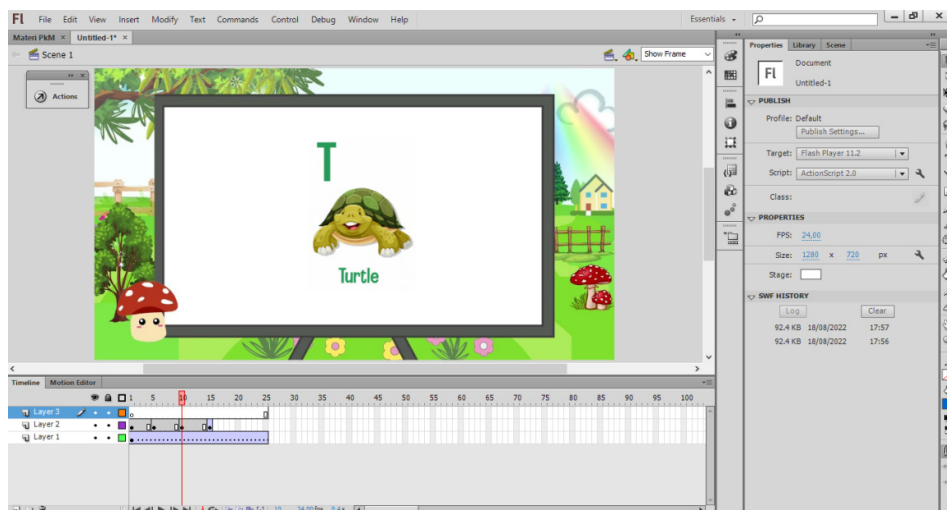 Fl File Edit View Insert Modify Text Commands Control Debug Window Help Essentials
Materi PkM × Untitled-1* ×
Scene 1 Show Frame
Actions
T
Turtle
Properties Library Scene
Fl Document
Untitled-1
PUBLISH
Profile: Default
Publish Settings...
Target: Flash Player 11.2
Script: ActionScript 2.0
Class:
PROPERTIES
FPS: 24,00
Size: 1280 x 720 px
Stage:
SWF HISTORY
Log Clear
92.4 KB 18/08/2022 17:57
92.4 KB 18/08/2022 17:56
Timeline Motion Editor
1 5 10 15 20 25 30 35 40 45 50 55 60 65 70 75 80 85 90 95 100
Layer 3
Layer 2
Layer 1